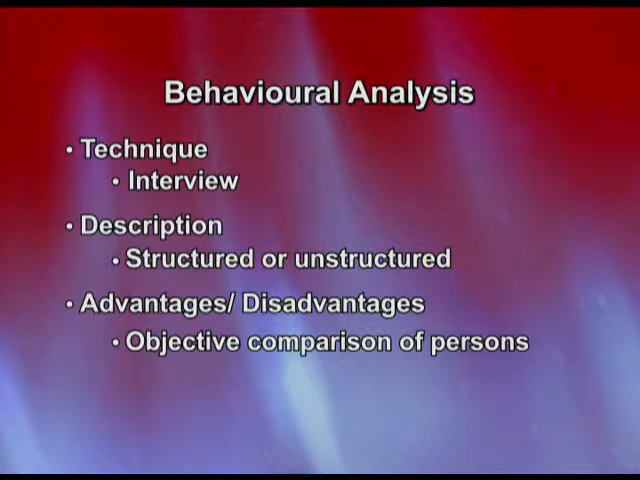 Behavioural Analysis
• Technique
• Interview
• Description
• Structured or unstructured
• Advantages/ Disadvantages
• Objective comparison of persons